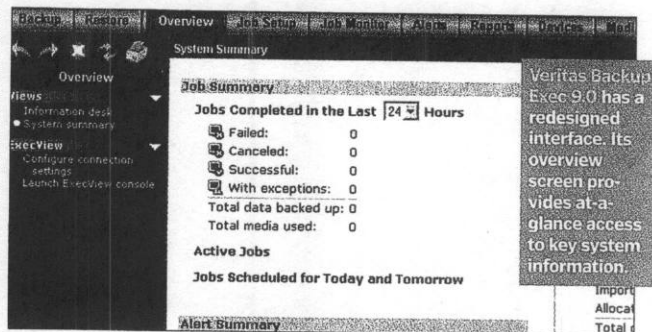 Backup Restore Overview Job Setup Job Monitor Alerts Reports Devices Medi
System Summary
Overview
Views
Information desk
System summary
ExecView
Configure connection
settings
Launch ExecView console
Job Summary
Jobs Completed in the Last 24 Hours
Failed: 0
Canceled: 0
Successful: 0
With exceptions: 0
Total data backed up: 0
Total media used: 0
Active Jobs
Jobs Scheduled for Today and Tomorrow
Alert Summary
Veritas Backup
Exec 9.0 has a
redesigned
interface. Its
overview
screen pro-
vides at-a-
glance access
to key system
information.
Import
Allocat
Total